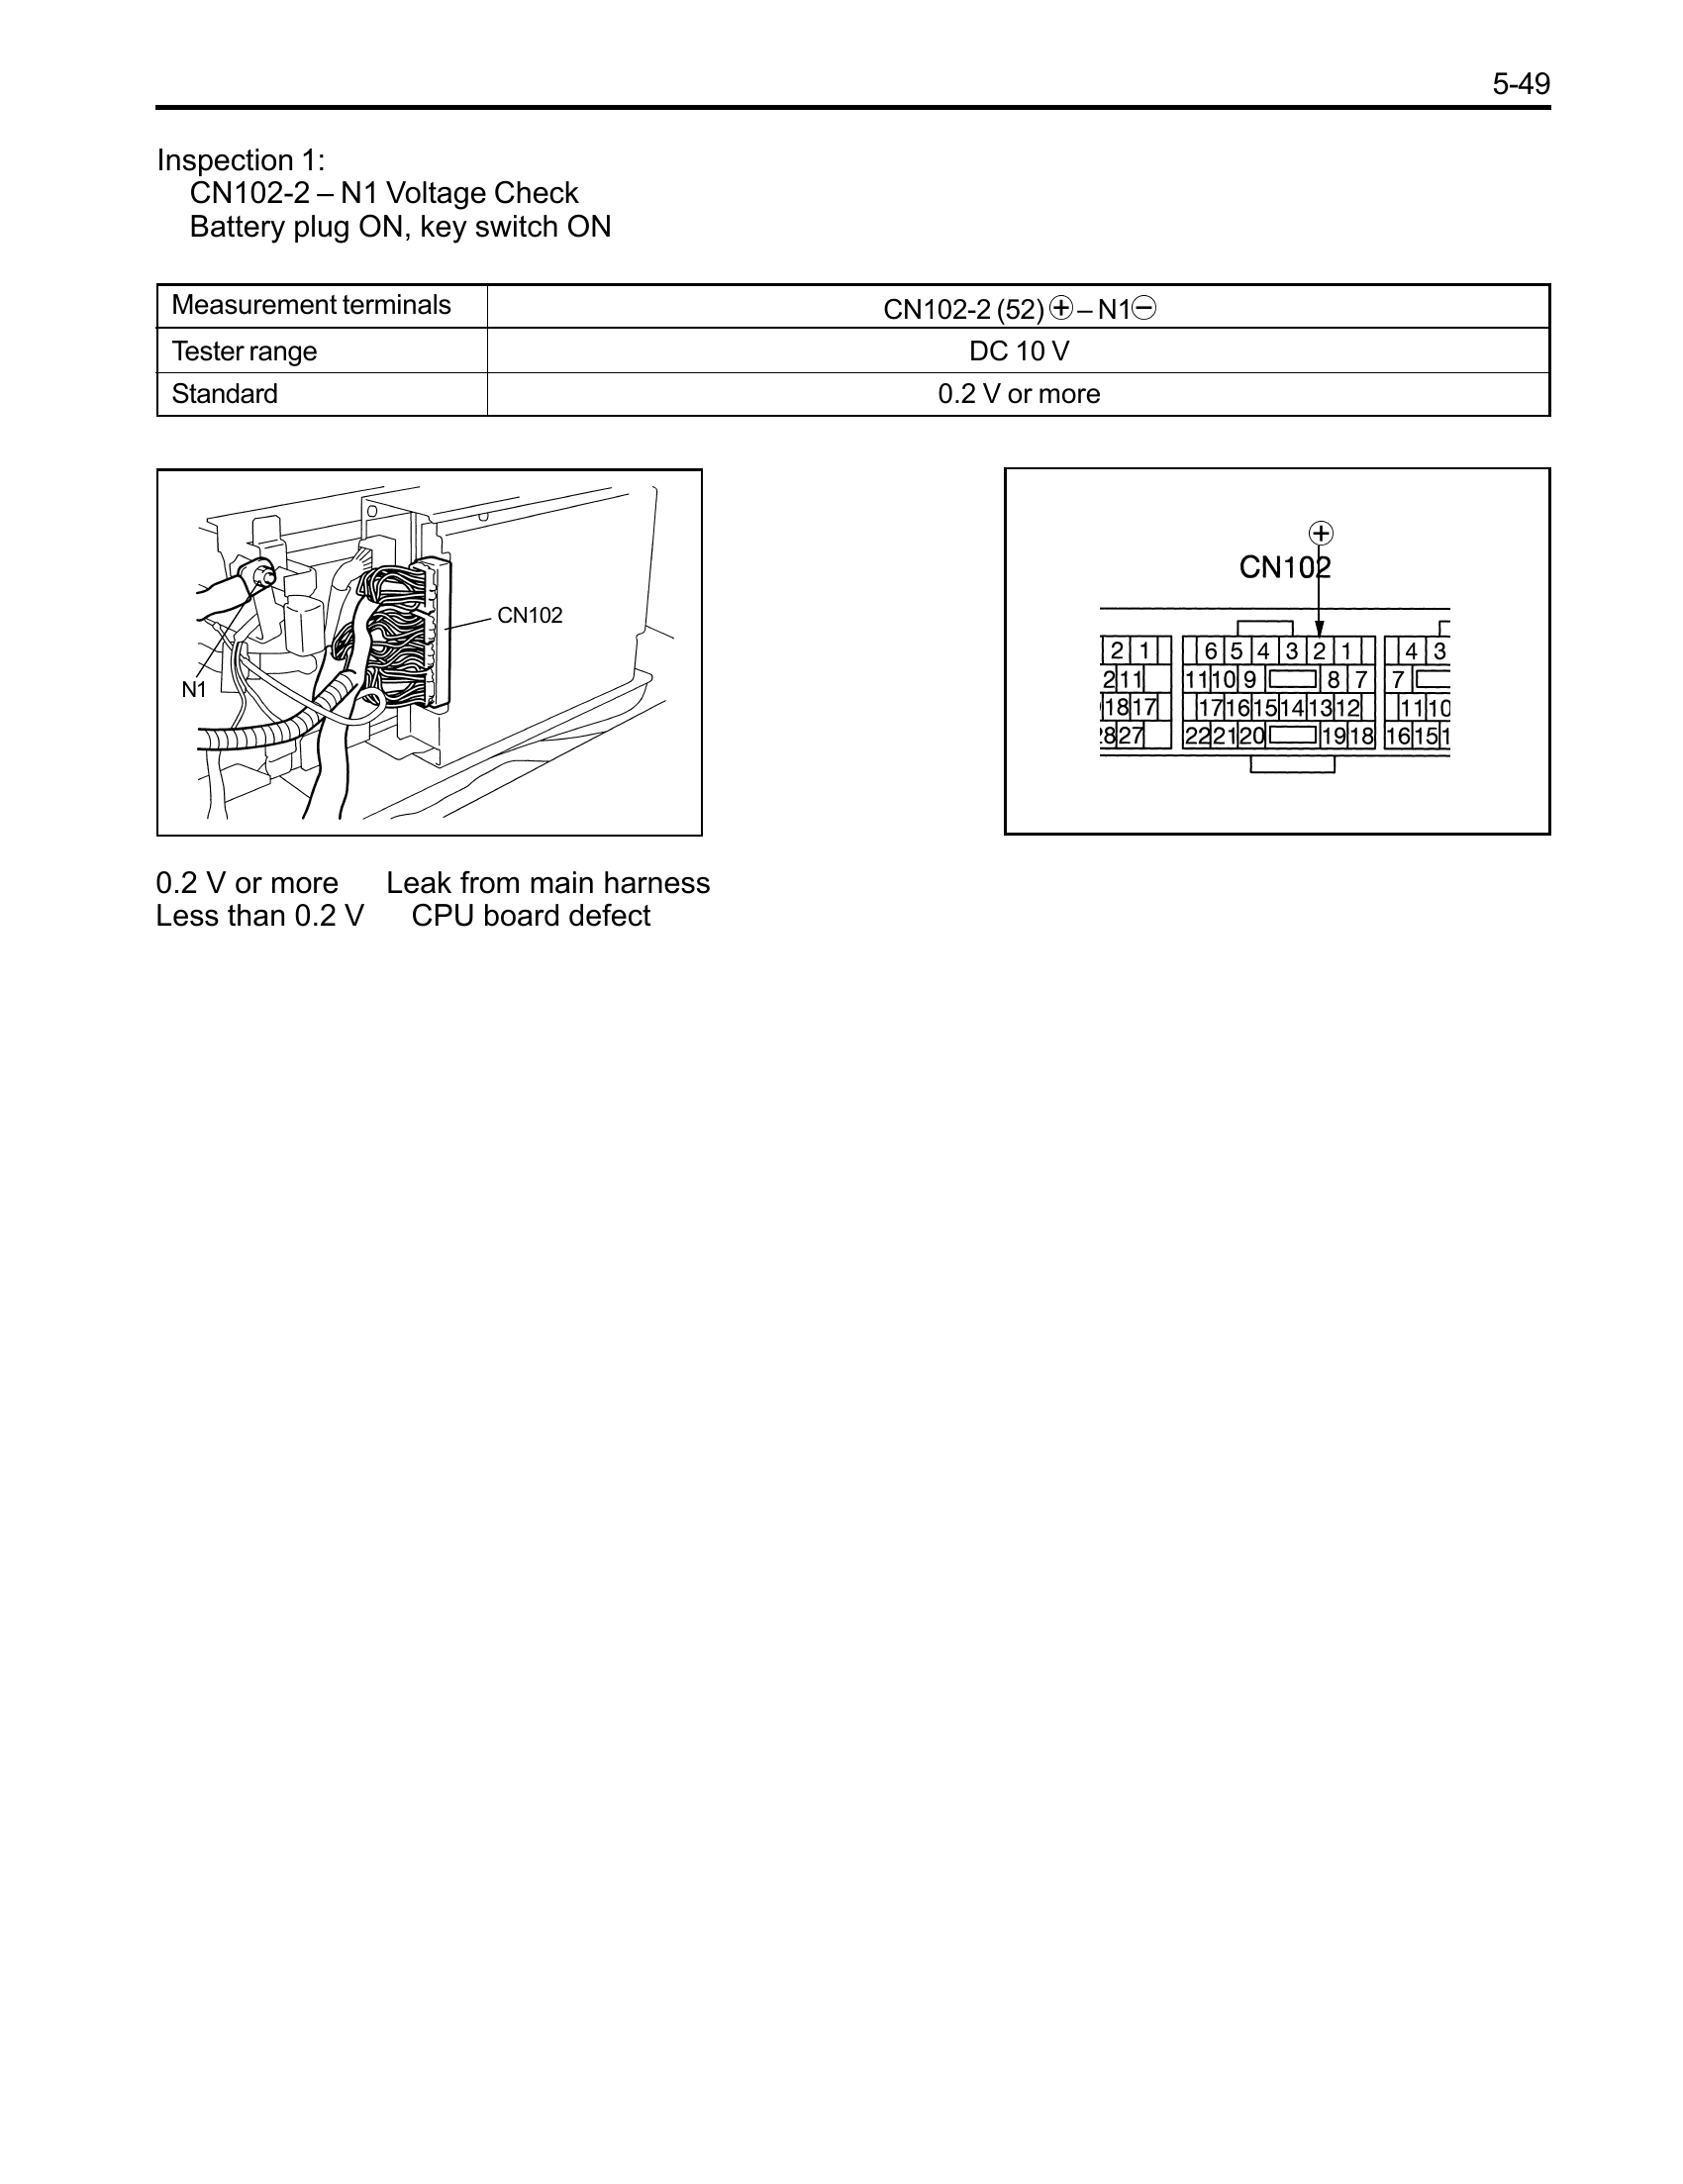 5-49
Inspection 1:
CN102-2 – N1 Voltage Check
Battery plug ON, key switch ON
Measurement terminals CN102-2 (52) ⊕ – N1⊖
Tester range DC 10 V
Standard 0.2 V or more
CN102
N1
⊕
CN102
2 1 6 5 4 3 2 1 4 3
2 11 11 10 9 8 7 7
18 17 17 16 15 14 13 12 11 10
28 27 22 21 20 19 18 16 15 1
0.2 V or more Leak from main harness
Less than 0.2 V CPU board defect